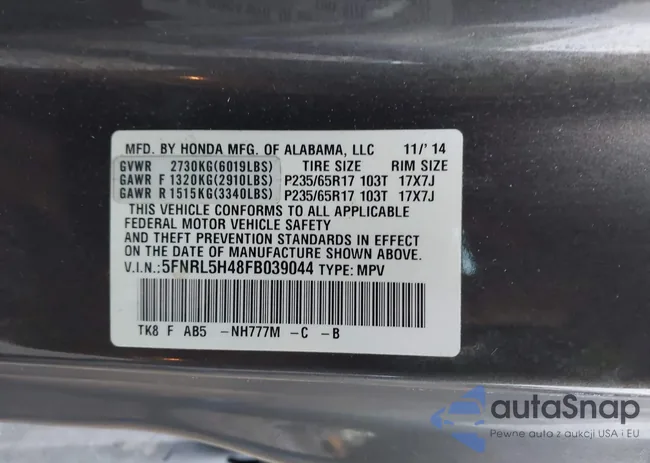 MFD. BY HONDA MFG. OF ALABAMA, LLC 11/' 14
GVWR 2730KG(6019LBS) TIRE SIZE RIM SIZE
GAWR F 1320KG(2910LBS) P235/65R17 103T 17X7J
GAWR R 1515KG(3340LBS) P235/65R17 103T 17X7J
THIS VEHICLE CONFORMS TO ALL APPLICABLE
FEDERAL MOTOR VEHICLE SAFETY
AND THEFT PREVENTION STANDARDS IN EFFECT
ON THE DATE OF MANUFACTURE SHOWN ABOVE.
V.I.N.: 5FNRL5H48FB039044 TYPE: MPV
TK8 F AB5 -NH777M -C -B
autoSnap
Pewne auto z aukcji USA i EU